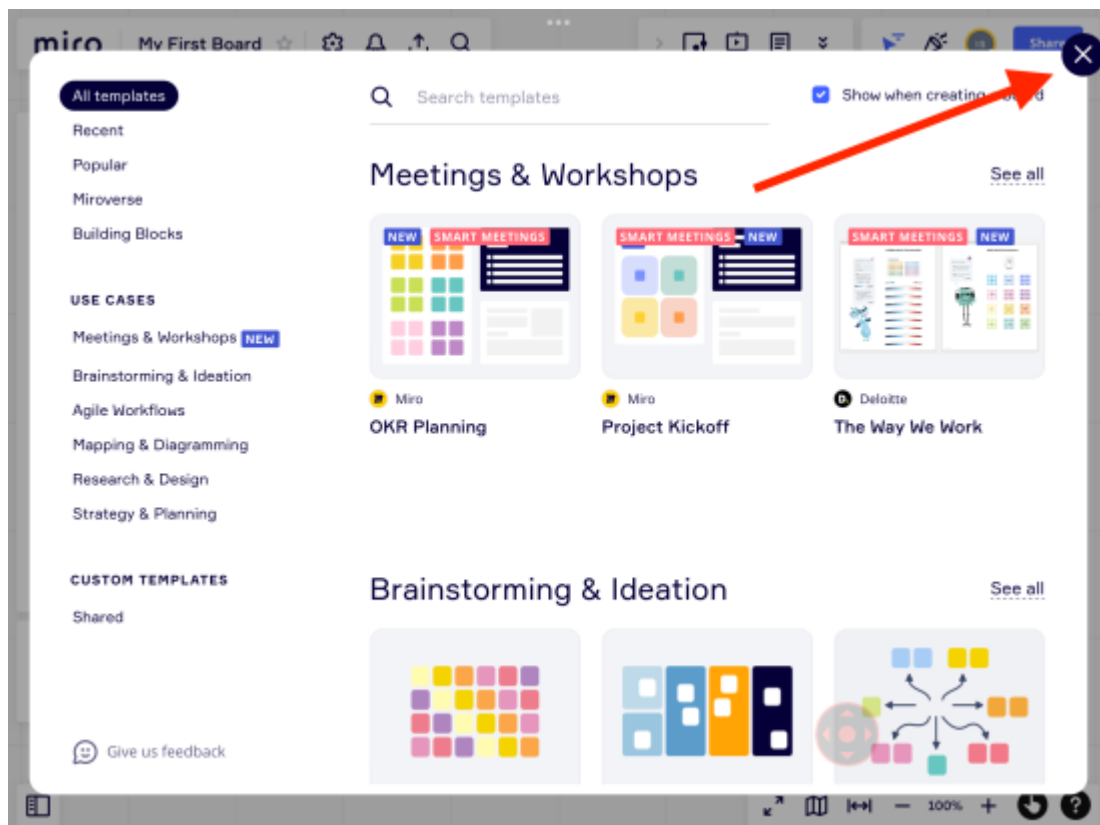 miro My First Board Share
All templates
Recent
Popular
Miroverse
Building Blocks
USE CASES
Meetings & Workshops NEW
Brainstorming & Ideation
Agile Workflows
Mapping & Diagramming
Research & Design
Strategy & Planning
CUSTOM TEMPLATES
Shared
Give us feedback
Search templates
Show when creating
Meetings & Workshops See all
NEW SMART MEETINGS
SMART MEETINGS NEW
SMART MEETINGS NEW
Miro
OKR Planning
Miro
Project Kickoff
D. Deloitte
The Way We Work
Brainstorming & Ideation See all
100%